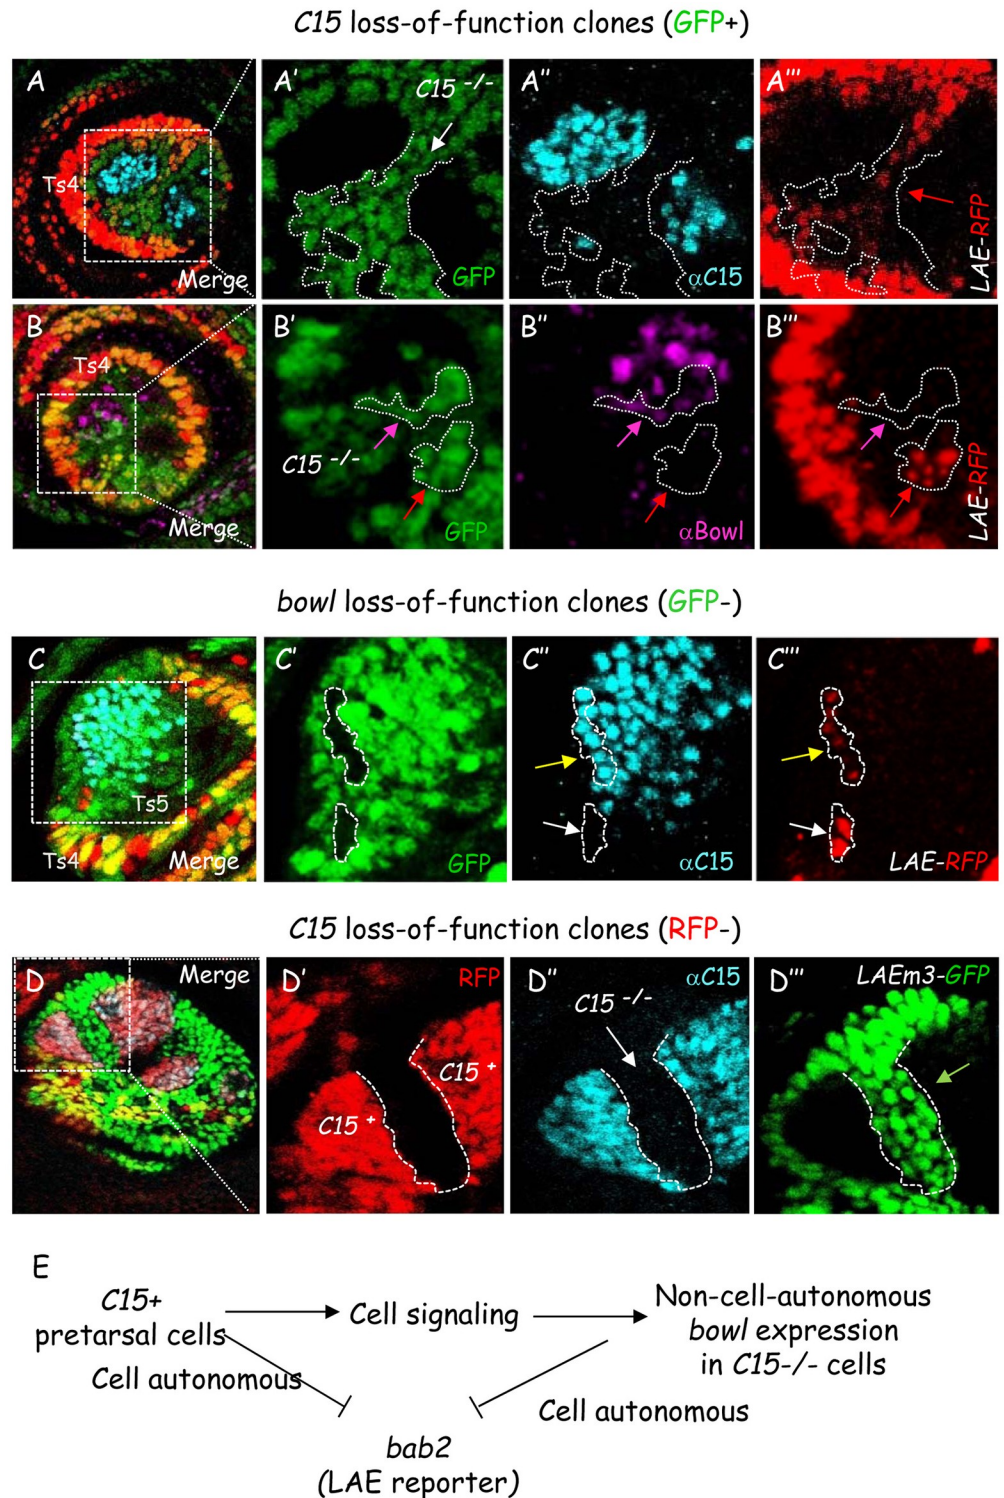 C15 loss-of-function clones (GFP+)
A
Ts4
Merge
A'
C15 -/-
GFP
A''
αC15
A'''
LAE-RFP
B
Ts4
Merge
B'
C15 -/-
GFP
B''
αBowl
B'''
LAE-RFP
bowl loss-of-function clones (GFP-)
C
Ts5
Ts4
Merge
C'
GFP
C''
αC15
C'''
LAE-RFP
C15 loss-of-function clones (RFP-)
D
Merge
D'
RFP
C15 +
C15 +
D''
αC15
C15 -/-
D'''
LAEm3-GFP
E
C15+
pretarsal cells
Cell signaling
Non-cell-autonomous
bowl expression
in C15-/- cells
Cell autonomous
Cell autonomous
bab2
(LAE reporter)